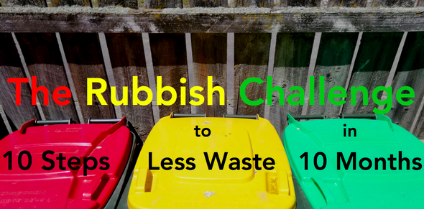 The Rubbish Challenge
to in
10 Steps Less Waste 10 Months